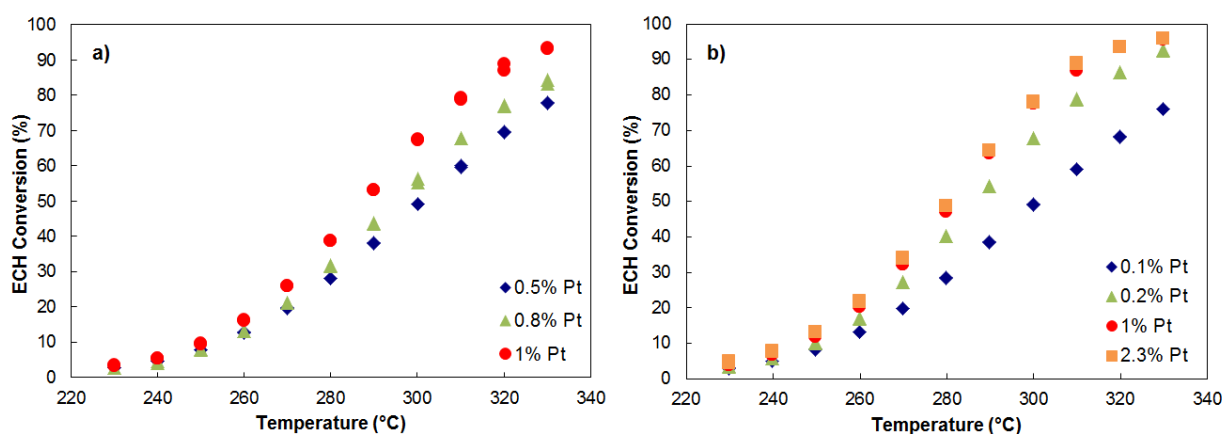 a)
ECH Conversion (%)
100
90
80
70
60
50
40
30
20
10
0
220 240 260 280 300 320 340
Temperature (°C)
0.5% Pt
0.8% Pt
1% Pt
b)
ECH Conversion (%)
100
90
80
70
60
50
40
30
20
10
0
220 240 260 280 300 320 340
Temperature (°C)
0.1% Pt
0.2% Pt
1% Pt
2.3% Pt